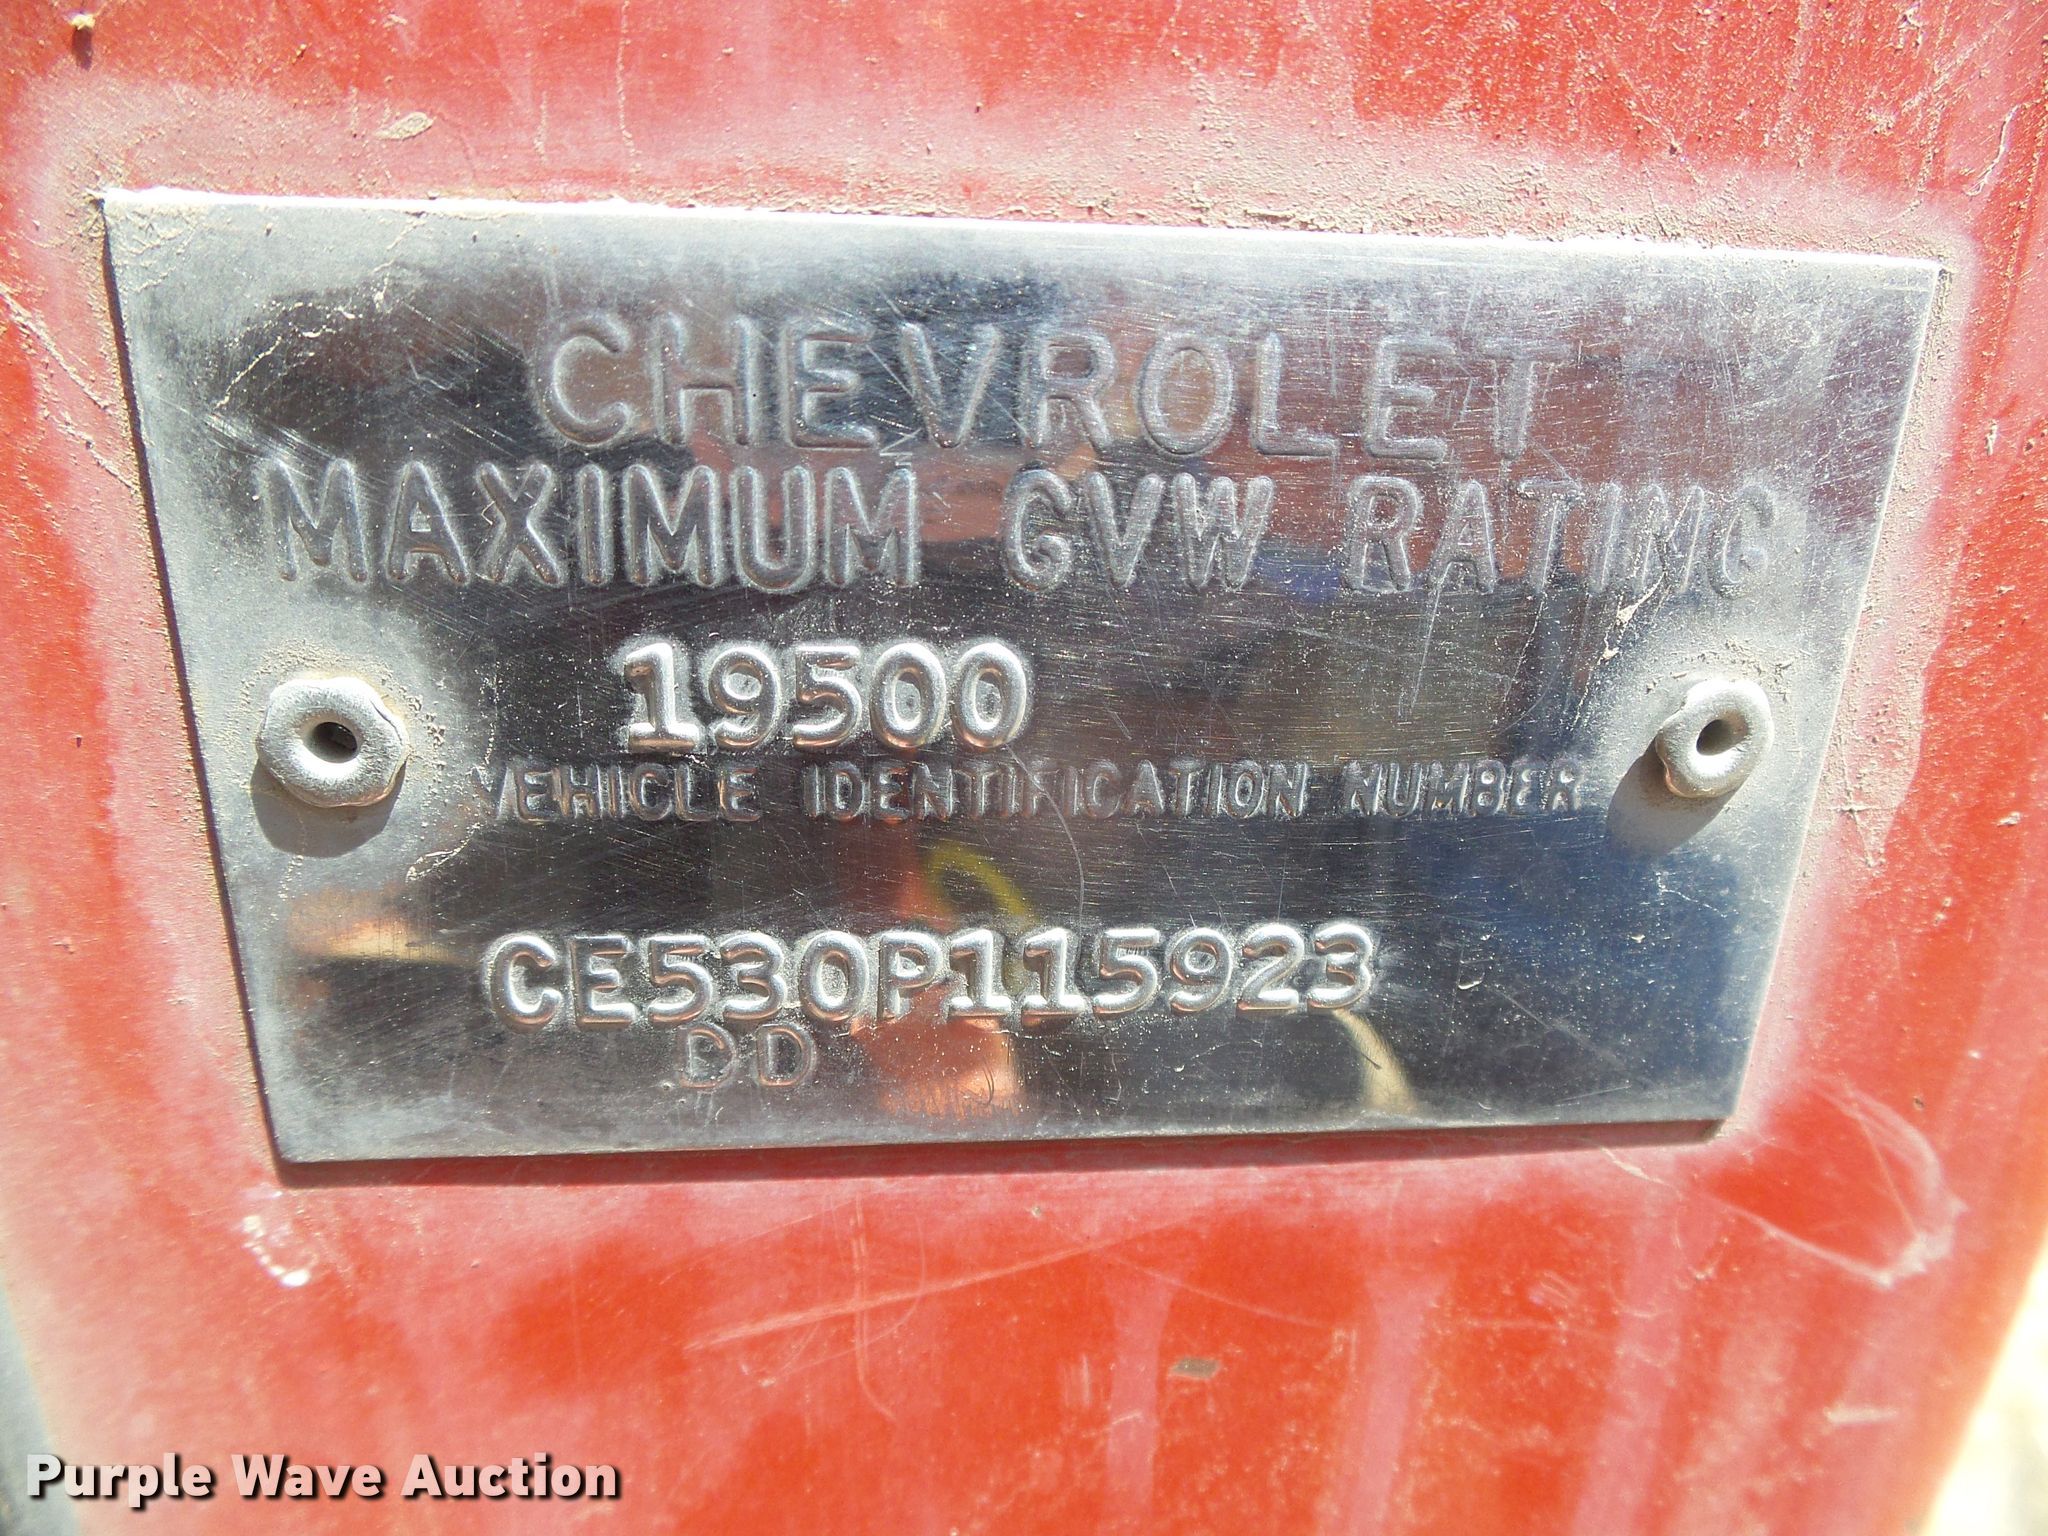 CHEVROLET
MAXIMUM GVW RATING
19500
VEHICLE IDENTIFICATION NUMBER
CE530P115923
DD
Purple Wave Auction